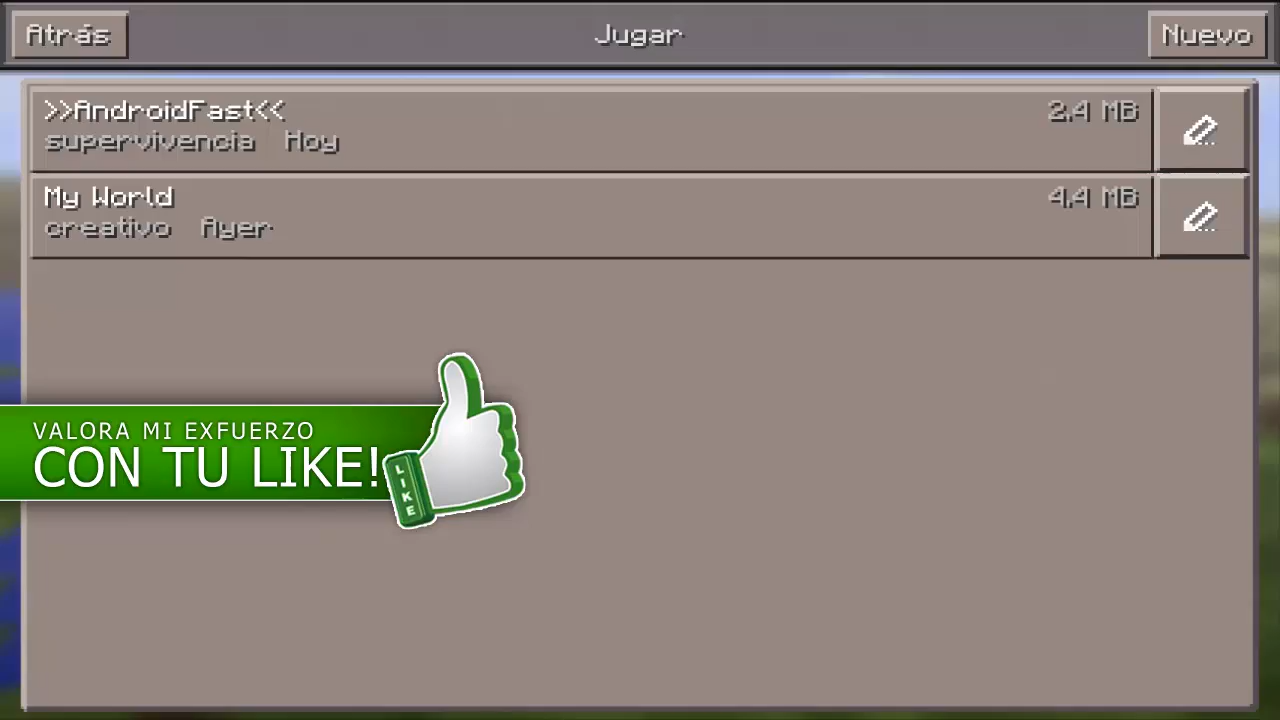 Atrás
Jugar
Nuevo
>>AndroidFast<<
2.4 MB
supervivencia Hoy
My World
4.4 MB
creativo Ayer
VALORA MI EXFUERZO
CON TU LIKE!
LIKE